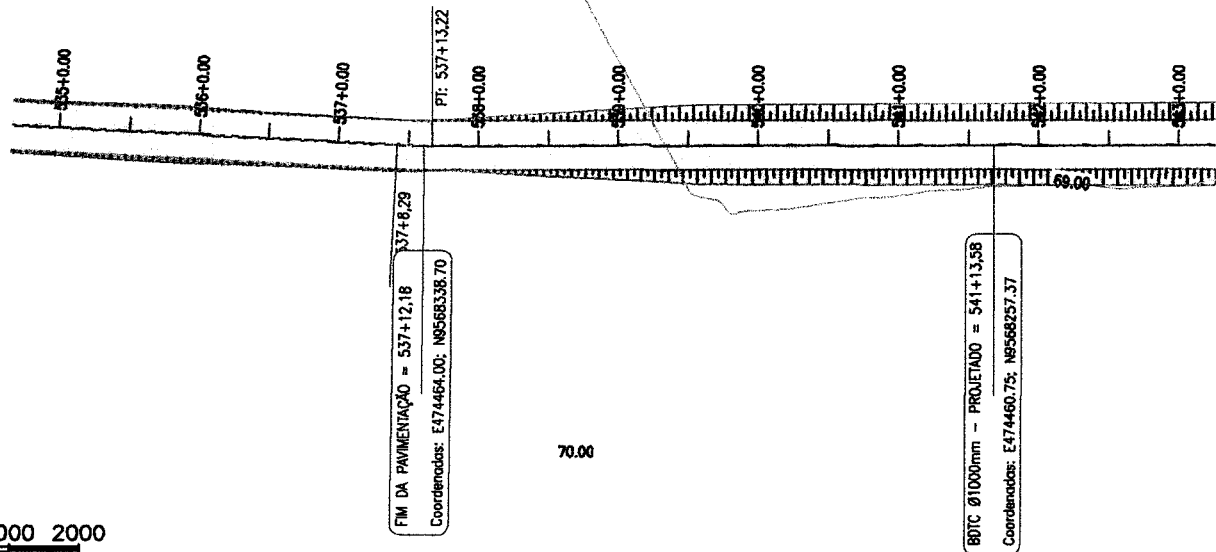 535+0.00
536+0.00
537+0.00
PT: 537+13,22
538+0.00
539+0.00
540+0.00
541+0.00
542+0.00
543+0.00
69.00
537+8,29
FIM DA PAVIMENTAÇÃO = 537+12,18
Coordenadas: E474464.00; N9568338.70
BDTC Ø1000mm - PROJETADO = 541+13,58
Coordenadas: E474460.75; N9568257.37
70.00
2000